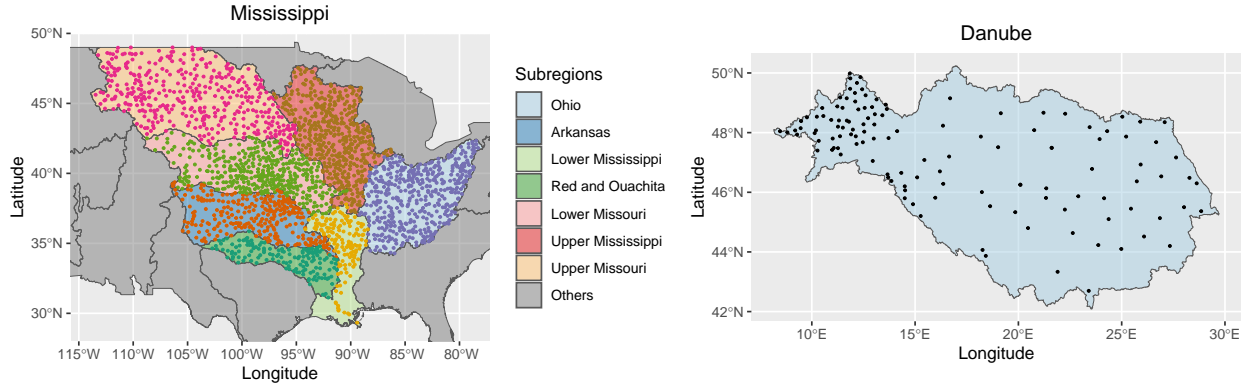 Mississippi
50°N
45°N
40°N
35°N
30°N
Latitude
115°W 110°W 105°W 100°W 95°W 90°W 85°W 80°W
Longitude
Subregions
Ohio
Arkansas
Lower Mississippi
Red and Ouachita
Lower Missouri
Upper Mississippi
Upper Missouri
Others
Danube
50°N
48°N
46°N
44°N
42°N
Latitude
10°E 15°E 20°E 25°E 30°E
Longitude